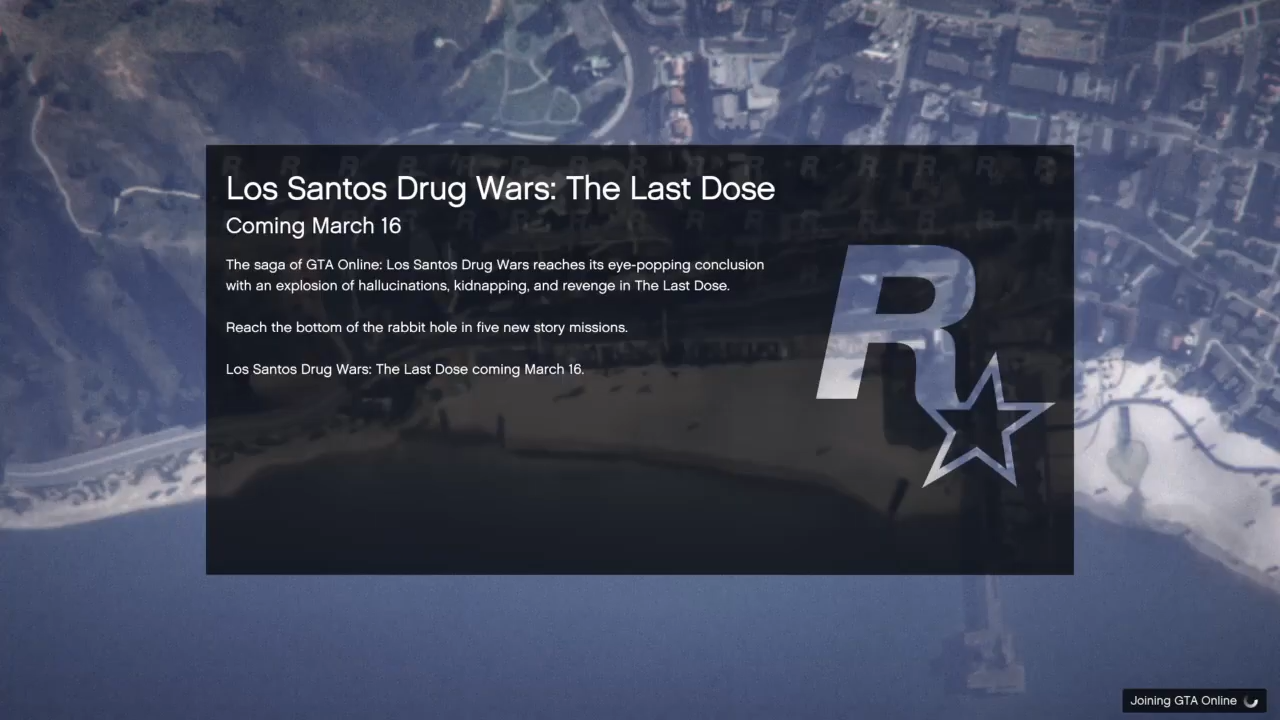 Los Santos Drug Wars: The Last Dose
Coming March 16
The saga of GTA Online: Los Santos Drug Wars reaches its eye-popping conclusion
with an explosion of hallucinations, kidnapping, and revenge in The Last Dose.
Reach the bottom of the rabbit hole in five new story missions.
Los Santos Drug Wars: The Last Dose coming March 16.
R
Joining GTA Online